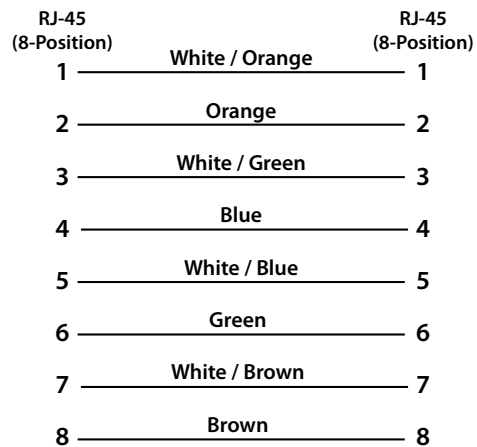 RJ-45 RJ-45
(8-Position) (8-Position)
1 White / Orange 1
2 Orange 2
3 White / Green 3
4 Blue 4
5 White / Blue 5
6 Green 6
7 White / Brown 7
8 Brown 8